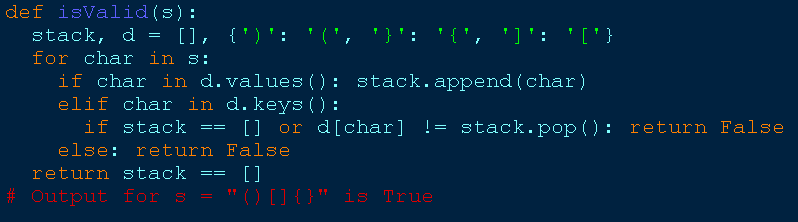 def isValid(s):
  stack, d = [], {')': '(', '}': '{', ']': '['}
  for char in s:
    if char in d.values(): stack.append(char)
    elif char in d.keys():
      if stack == [] or d[char] != stack.pop(): return False
    else: return False
  return stack == []
# Output for s = "()[]{}" is True